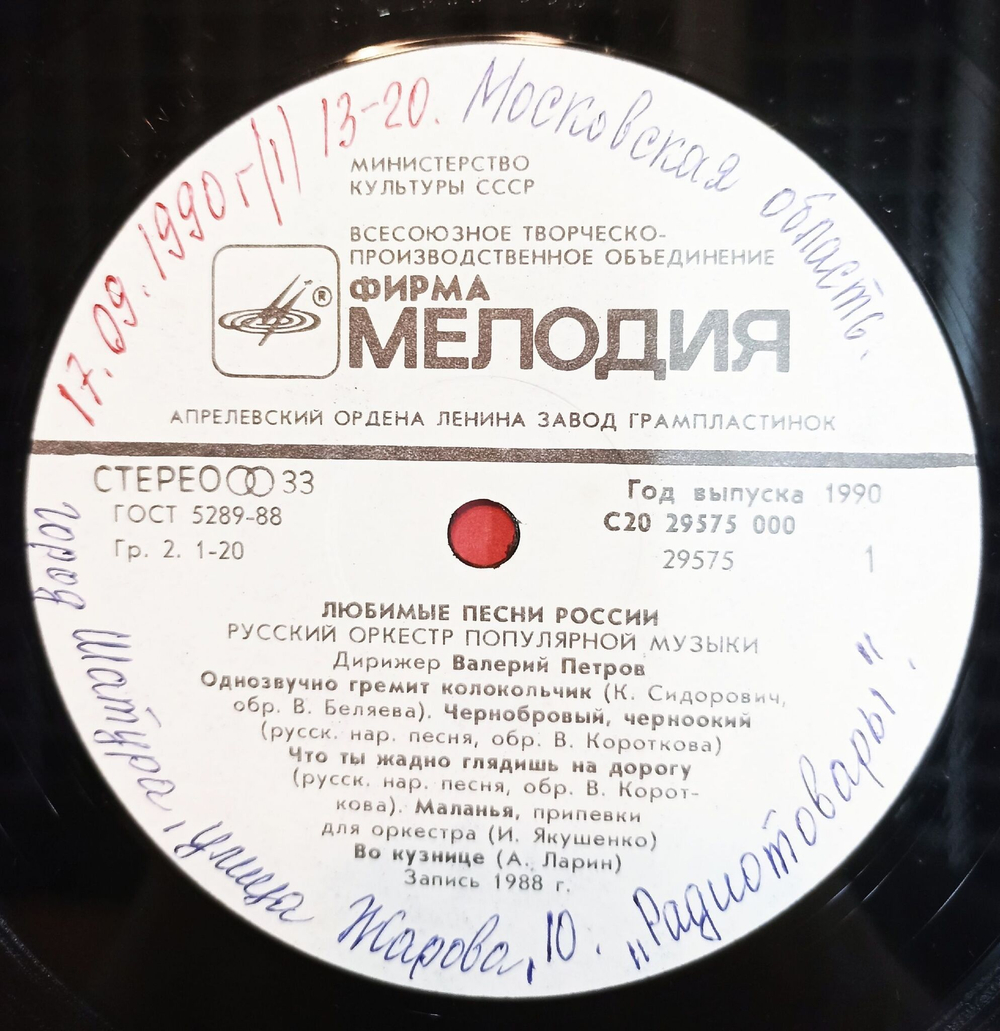 17.09.1990 г (1) 13-20. Московская область.
МИНИСТЕРСТВО
КУЛЬТУРЫ СССР
ВСЕСОЮЗНОЕ ТВОРЧЕСКО-
ПРОИЗВОДСТВЕННОЕ ОБЪЕДИНЕНИЕ
®
ФИРМА
МЕЛОДИЯ
АПРЕЛЕВСКИЙ ОРДЕНА ЛЕНИНА ЗАВОД ГРАМПЛАСТИНОК
СТЕРЕО 33
ГОСТ 5289-88
Гр. 2. 1-20
Год выпуска 1990
С20 29575 000
29575 1
ЛЮБИМЫЕ ПЕСНИ РОССИИ
РУССКИЙ ОРКЕСТР ПОПУЛЯРНОЙ МУЗЫКИ
Дирижер Валерий Петров
Однозвучно гремит колокольчик (К. Сидорович,
обр. В. Беляева). Чернобровый, черноокий
(русск. нар. песня, обр. В. Короткова)
Что ты жадно глядишь на дорогу
(русск. нар. песня, обр. В. Корот-
кова). Маланья, припевки
для оркестра (И. Якушенко)
Во кузнице (А. Ларин)
Запись 1988 г.
город Шатура, улица Жарова, 10. „Радиотовары".